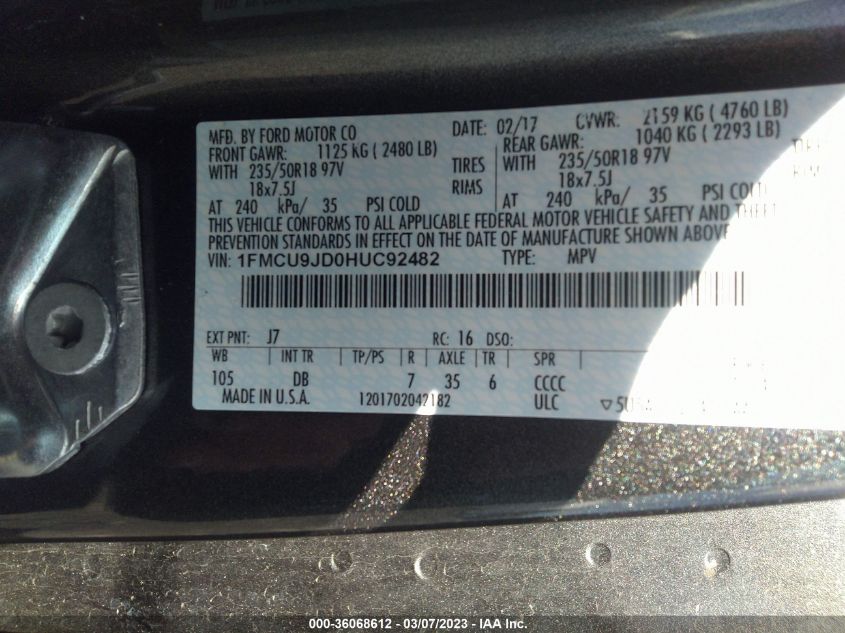 MFD. BY FORD MOTOR CO DATE: 02/17 GVWR: 2159 KG ( 4760 LB)
FRONT GAWR: 1125 KG ( 2480 LB) REAR GAWR: 1040 KG ( 2293 LB)
WITH 235/50R18 97V TIRES WITH 235/50R18 97V TIRE
18x7.5J RIMS 18x7.5J RIM
AT 240 kPa/ 35 PSI COLD AT 240 kPa/ 35 PSI COLD
THIS VEHICLE CONFORMS TO ALL APPLICABLE FEDERAL MOTOR VEHICLE SAFETY AND THEFT
PREVENTION STANDARDS IN EFFECT ON THE DATE OF MANUFACTURE SHOWN ABOVE
VIN: 1FMCU9JD0HUC92482 TYPE: MPV
EXT PNT: J7 RC: 16 DSO:
WB INT TR TP/PS R AXLE TR SPR
105 DB 7 35 6 CCCC
MADE IN U.S.A. 1201702042182 ULC
000-36068612 - 03/07/2023 - IAA Inc.